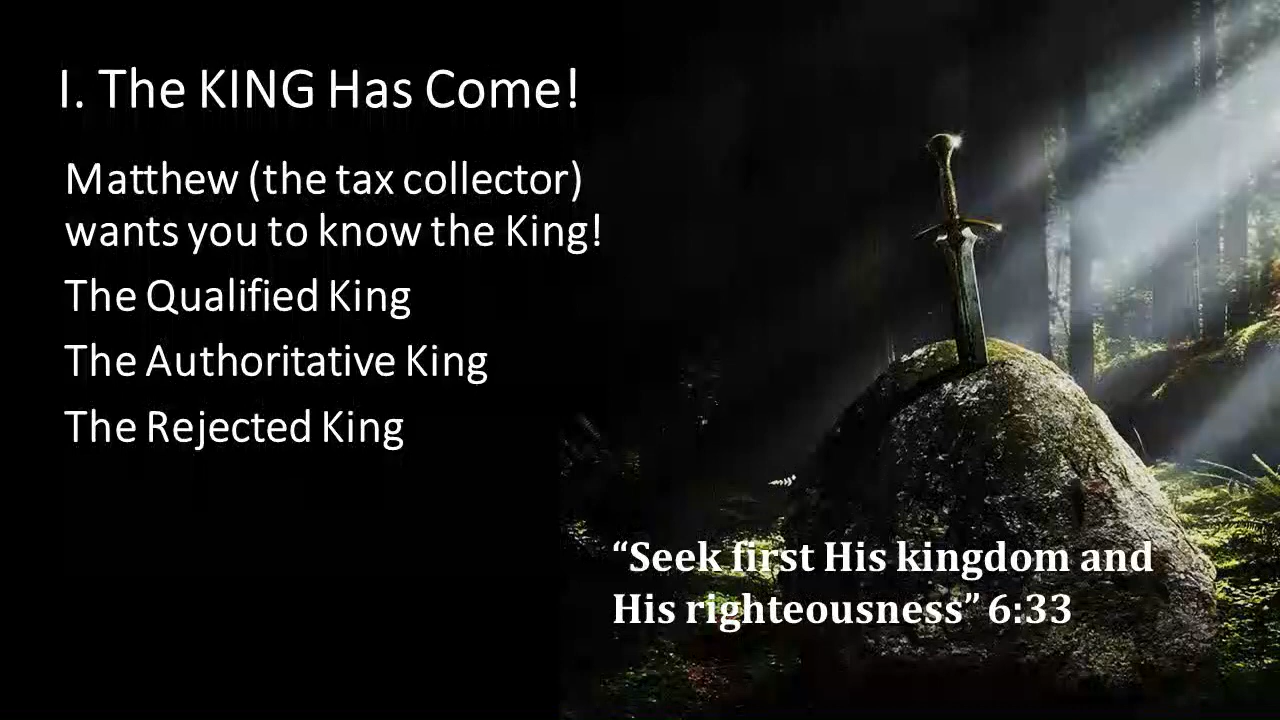 I. The KING Has Come!
Matthew (the tax collector)
wants you to know the King!
The Qualified King
The Authoritative King
The Rejected King
“Seek first His kingdom and
His righteousness” 6:33